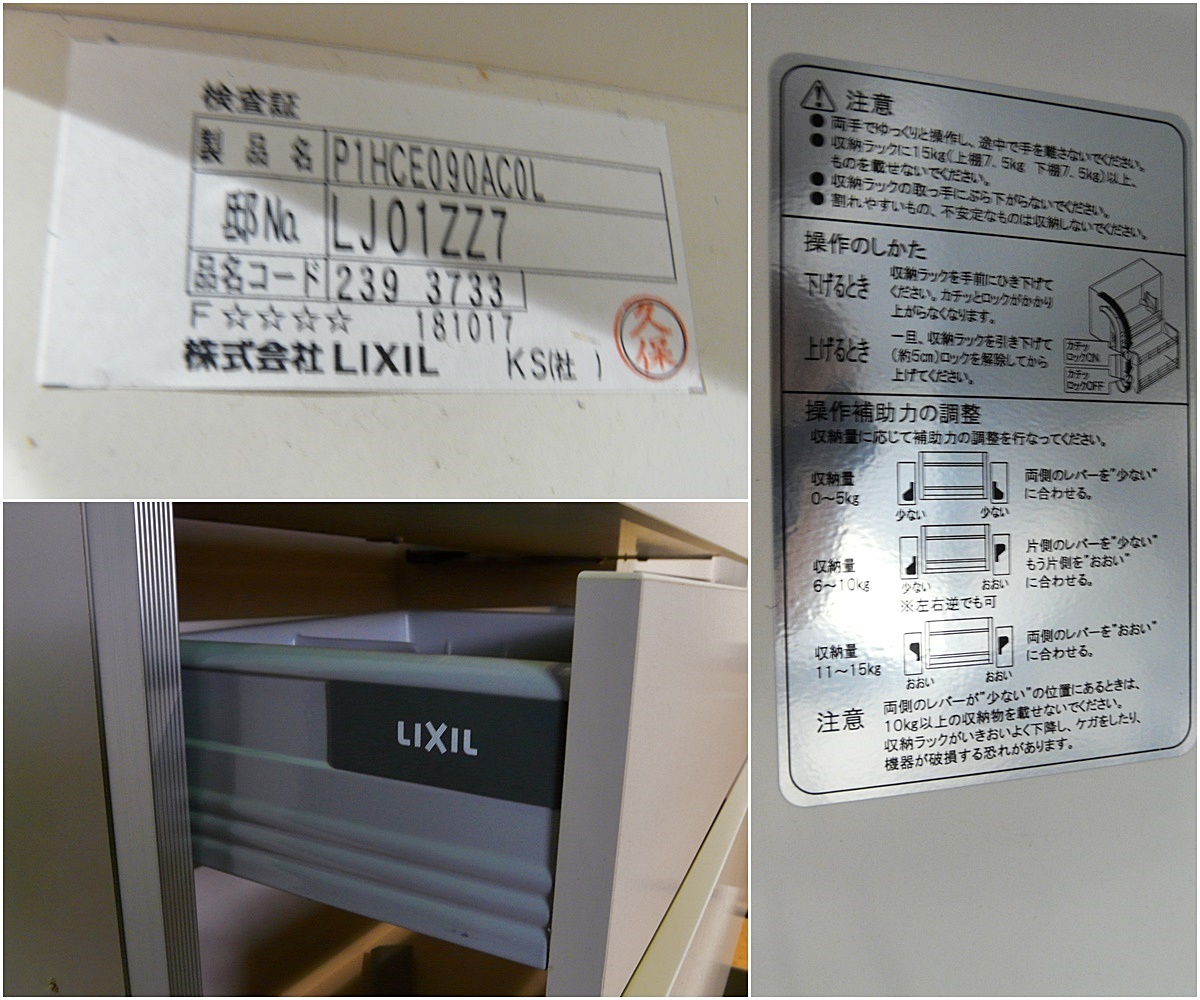 検査証
製品名 P1HCE090AC0L
邸No. LJ01ZZ7
品名コード 239 3733
F☆☆☆☆ 181017
株式会社 LIXIL KS(社 )
久保
LIXIL
注意
● 両手でゆっくりと操作し、途中で手を離さないでください。
● 収納ラックに15kg(上棚7.5kg 下棚7.5kg)以上、
ものを載せないでください。
● 収納ラックの取っ手にぶら下がらないでください。
● 割れやすいもの、不安定なものは収納しないでください。
操作のしかた
下げるとき 収納ラックを手前にひき下げて
ください。カチッとロックがかかり
上がらなくなります。
上げるとき 一旦、収納ラックを引き下げて
(約5cm)ロックを解除してから
上げてください。
カチッ
ロックON
カチッ
ロックOFF
操作補助力の調整
収納量に応じて補助力の調整を行なってください。
収納量
0～5kg
少ない 少ない
両側のレバーを"少ない"
に合わせる。
収納量
6～10kg
少ない おおい
※左右逆でも可
片側のレバーを"少ない"
もう片側を"おおい"
に合わせる。
収納量
11～15kg
おおい おおい
両側のレバーを"おおい"
に合わせる。
注意 両側のレバーが"少ない"の位置にあるときは、
10kg以上の収納物を載せないでください。
収納ラックがいきおいよく下降し、ケガをしたり、
機器が破損する恐れがあります。